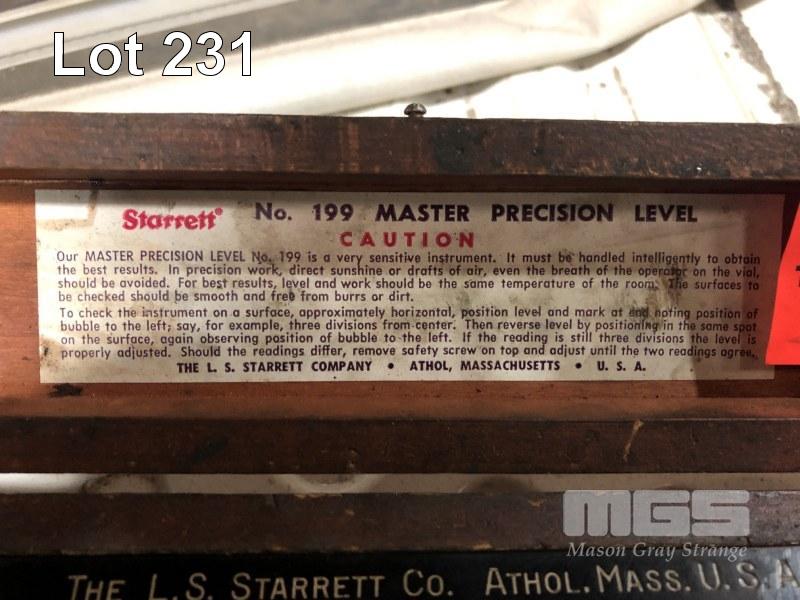 Lot 231
Starrett® No. 199 MASTER PRECISION LEVEL
CAUTION
Our MASTER PRECISION LEVEL No. 199 is a very sensitive instrument. It must be handled intelligently to obtain
the best results. In precision work, direct sunshine or drafts of air, even the breath of the operator on the vial,
should be avoided. For best results, level and work should be the same temperature of the room. The surfaces to
be checked should be smooth and free from burrs or dirt.
To check the instrument on a surface, approximately horizontal, position level and mark at end noting position of
bubble to the left; say, for example, three divisions from center. Then reverse level by positioning in the same spot
on the surface, again observing position of bubble to the left. If the reading is still three divisions the level is
properly adjusted. Should the readings differ, remove safety screw on top and adjust until the two readings agree.
THE L. S. STARRETT COMPANY • ATHOL, MASSACHUSETTS • U. S. A.
MGS
Mason Gray Strange
THE L.S. STARRETT CO. ATHOL. MASS. U.S.A